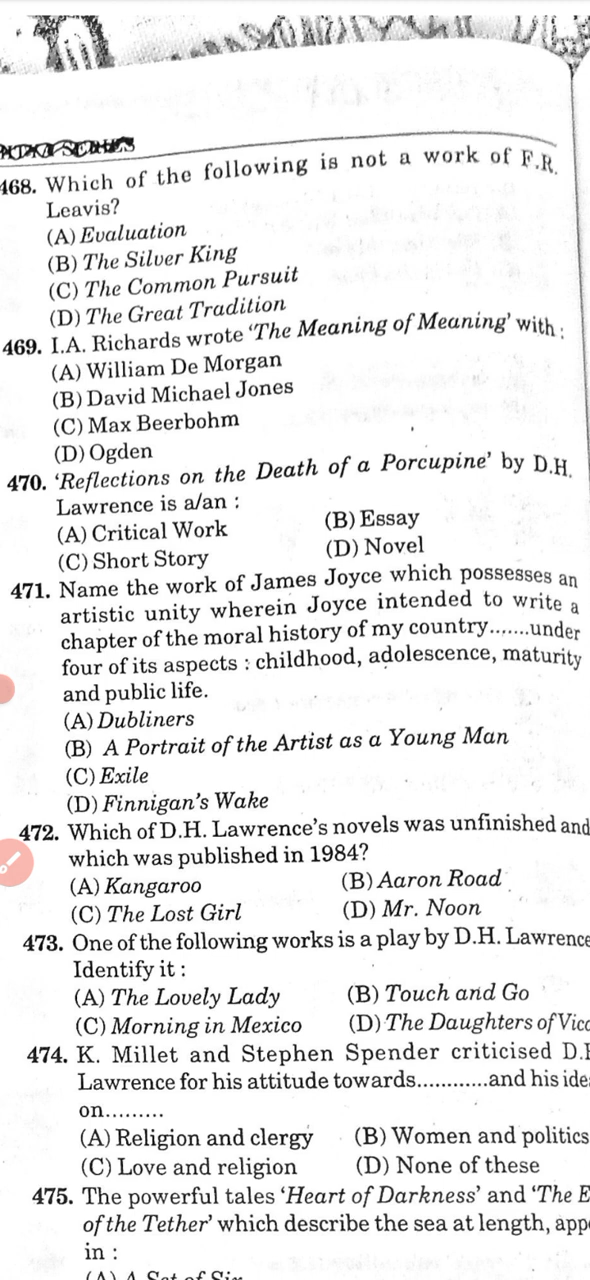 468. Which of the following is not a work of F.R.
Leavis?
(A) Evaluation
(B) The Silver King
(C) The Common Pursuit
(D) The Great Tradition
469. I.A. Richards wrote ‘The Meaning of Meaning’ with :
(A) William De Morgan
(B) David Michael Jones
(C) Max Beerbohm
(D) Ogden
470. ‘Reflections on the Death of a Porcupine’ by D.H.
Lawrence is a/an :
(A) Critical Work (B) Essay
(C) Short Story (D) Novel
471. Name the work of James Joyce which possesses an
artistic unity wherein Joyce intended to write a
chapter of the moral history of my country.......under
four of its aspects : childhood, adolescence, maturity
and public life.
(A) Dubliners
(B) A Portrait of the Artist as a Young Man
(C) Exile
(D) Finnigan’s Wake
472. Which of D.H. Lawrence’s novels was unfinished and
which was published in 1984?
(A) Kangaroo (B) Aaron Road
(C) The Lost Girl (D) Mr. Noon
473. One of the following works is a play by D.H. Lawrence
Identify it :
(A) The Lovely Lady (B) Touch and Go
(C) Morning in Mexico (D) The Daughters of
474. K. Millet and Stephen Spender criticised
Lawrence for his attitude towards............and his
on.........
(A) Religion and clergy (B) Women and politics
(C) Love and religion (D) None of these
475. The powerful tales ‘Heart of Darkness’ and ‘The
of the Tether’ which describe the sea at length,
in :